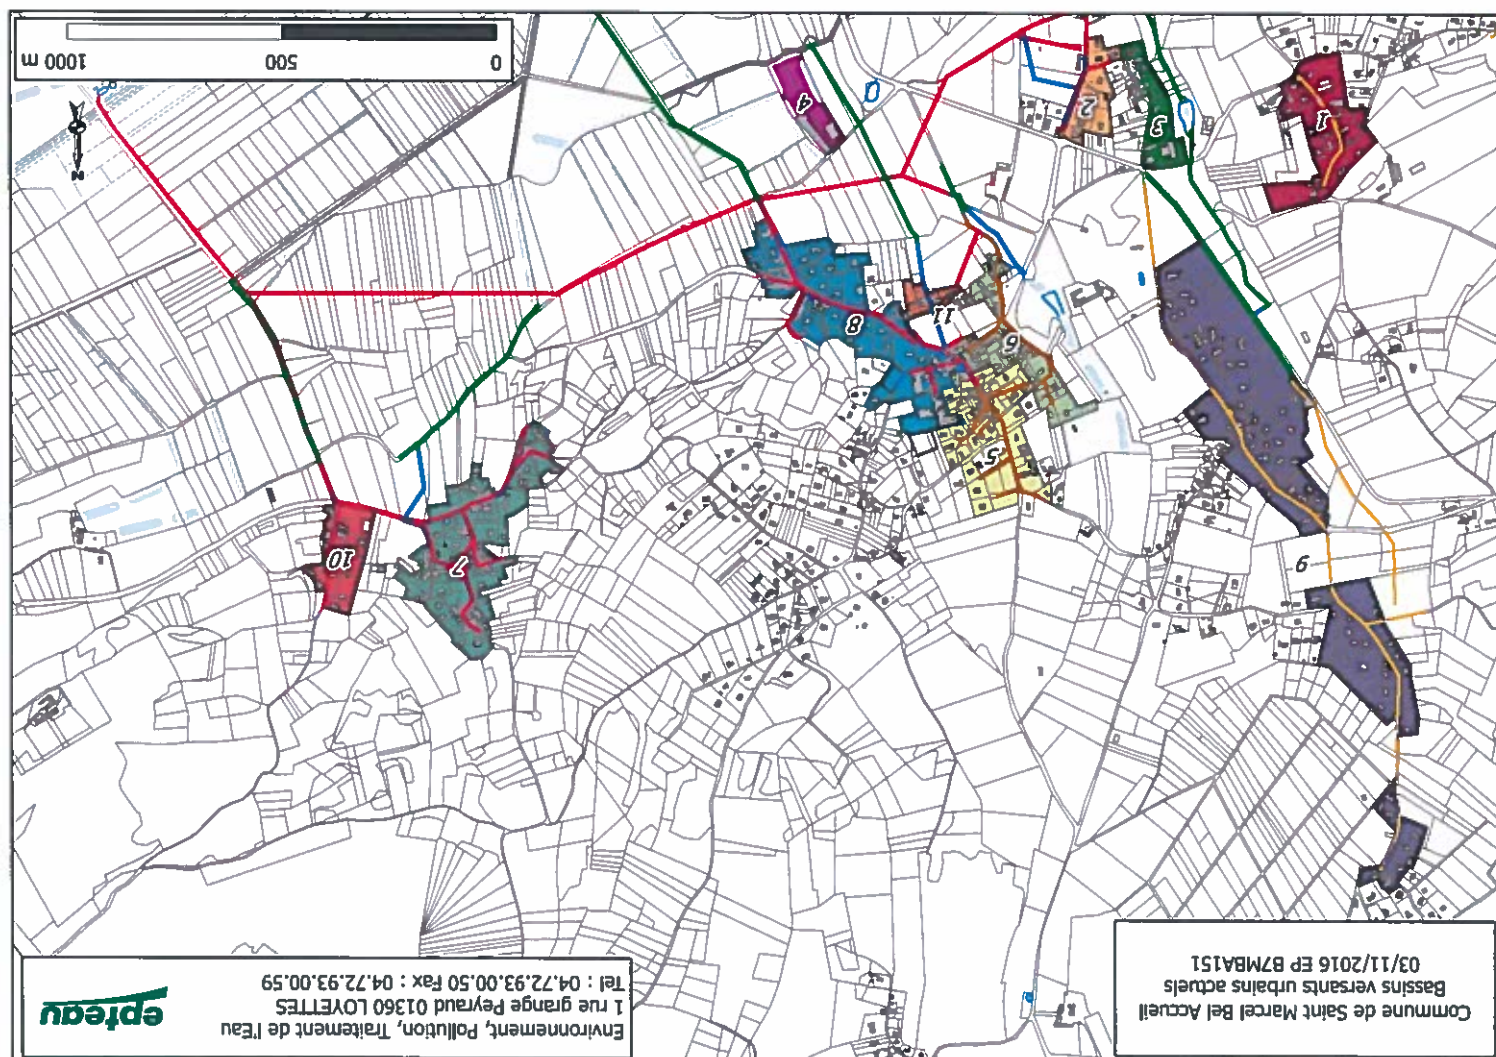 Commune de Saint Marcel Bel Accueil
Bassins versants urbains actuels
03/11/2016 EP B7MBA151
Environnement, Pollution, Traitement de l'Eau
1 rue grange Peyraud 01360 LOYETTES
Tel : 04.72.93.00.50 Fax : 04.72.93.00.59
epteau
6
7
10
5
9
8
11
1
3
2
4
N
0 500 1000 m